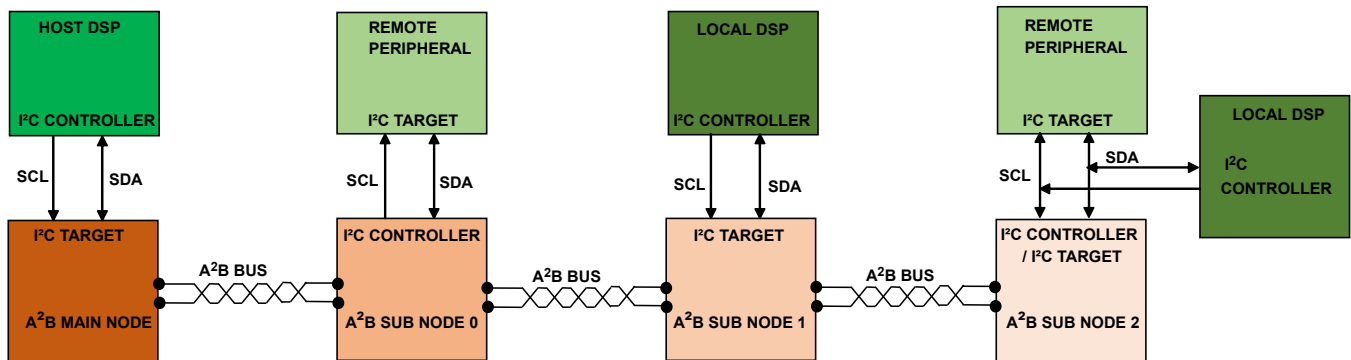 HOST DSP
I²C CONTROLLER
SCL
SDA
I²C TARGET
A²B MAIN NODE
A²B BUS
REMOTE
PERIPHERAL
I²C TARGET
SCL
SDA
I²C CONTROLLER
A²B SUB NODE 0
A²B BUS
LOCAL DSP
I²C CONTROLLER
SCL
SDA
I²C TARGET
A²B SUB NODE 1
A²B BUS
REMOTE
PERIPHERAL
I²C TARGET
SCL
SDA
I²C CONTROLLER
/ I²C TARGET
A²B SUB NODE 2
LOCAL DSP
I²C
CONTROLLER